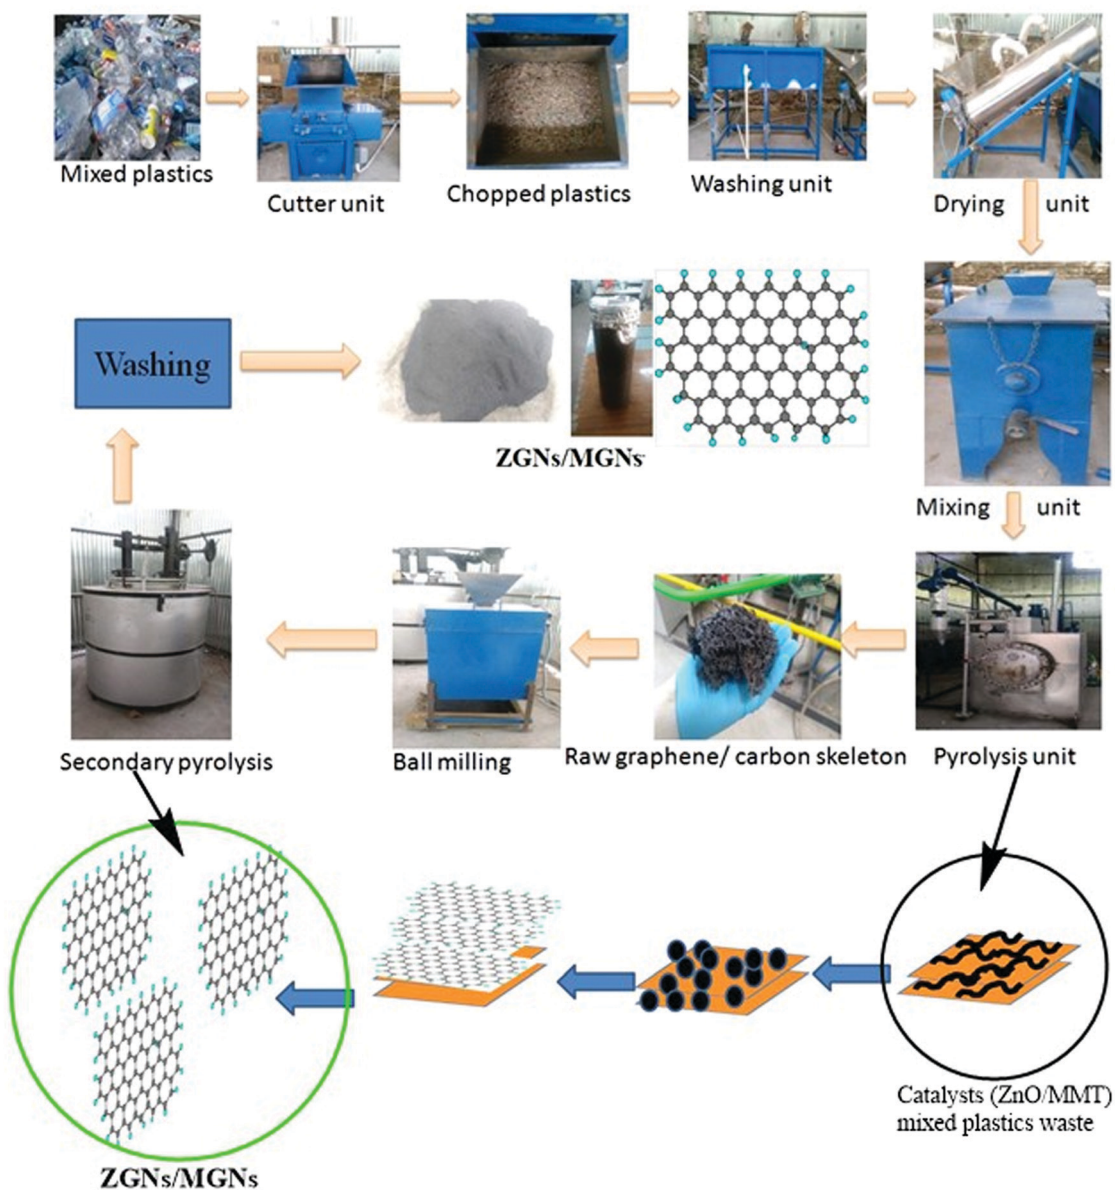 Mixed plastics
Cutter unit
Chopped plastics
Washing unit
Drying unit
Washing
ZGNs/MGNs
Mixing unit
Secondary pyrolysis
Ball milling
Raw graphene/ carbon skeleton
Pyrolysis unit
Catalysts (ZnO/MMT)
mixed plastics waste
ZGNs/MGNs